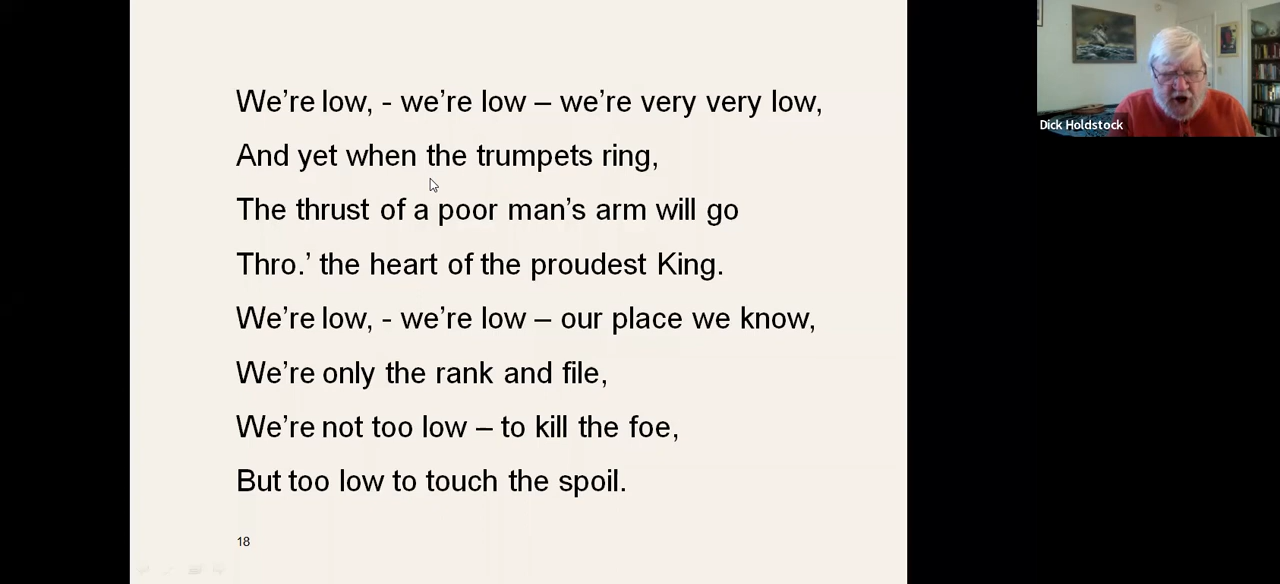 We're low, - we're low – we're very very low,
And yet when the trumpets ring,
The thrust of a poor man's arm will go
Thro.' the heart of the proudest King.
We're low, - we're low – our place we know,
We're only the rank and file,
We're not too low – to kill the foe,
But too low to touch the spoil.
18
Dick Holdstock